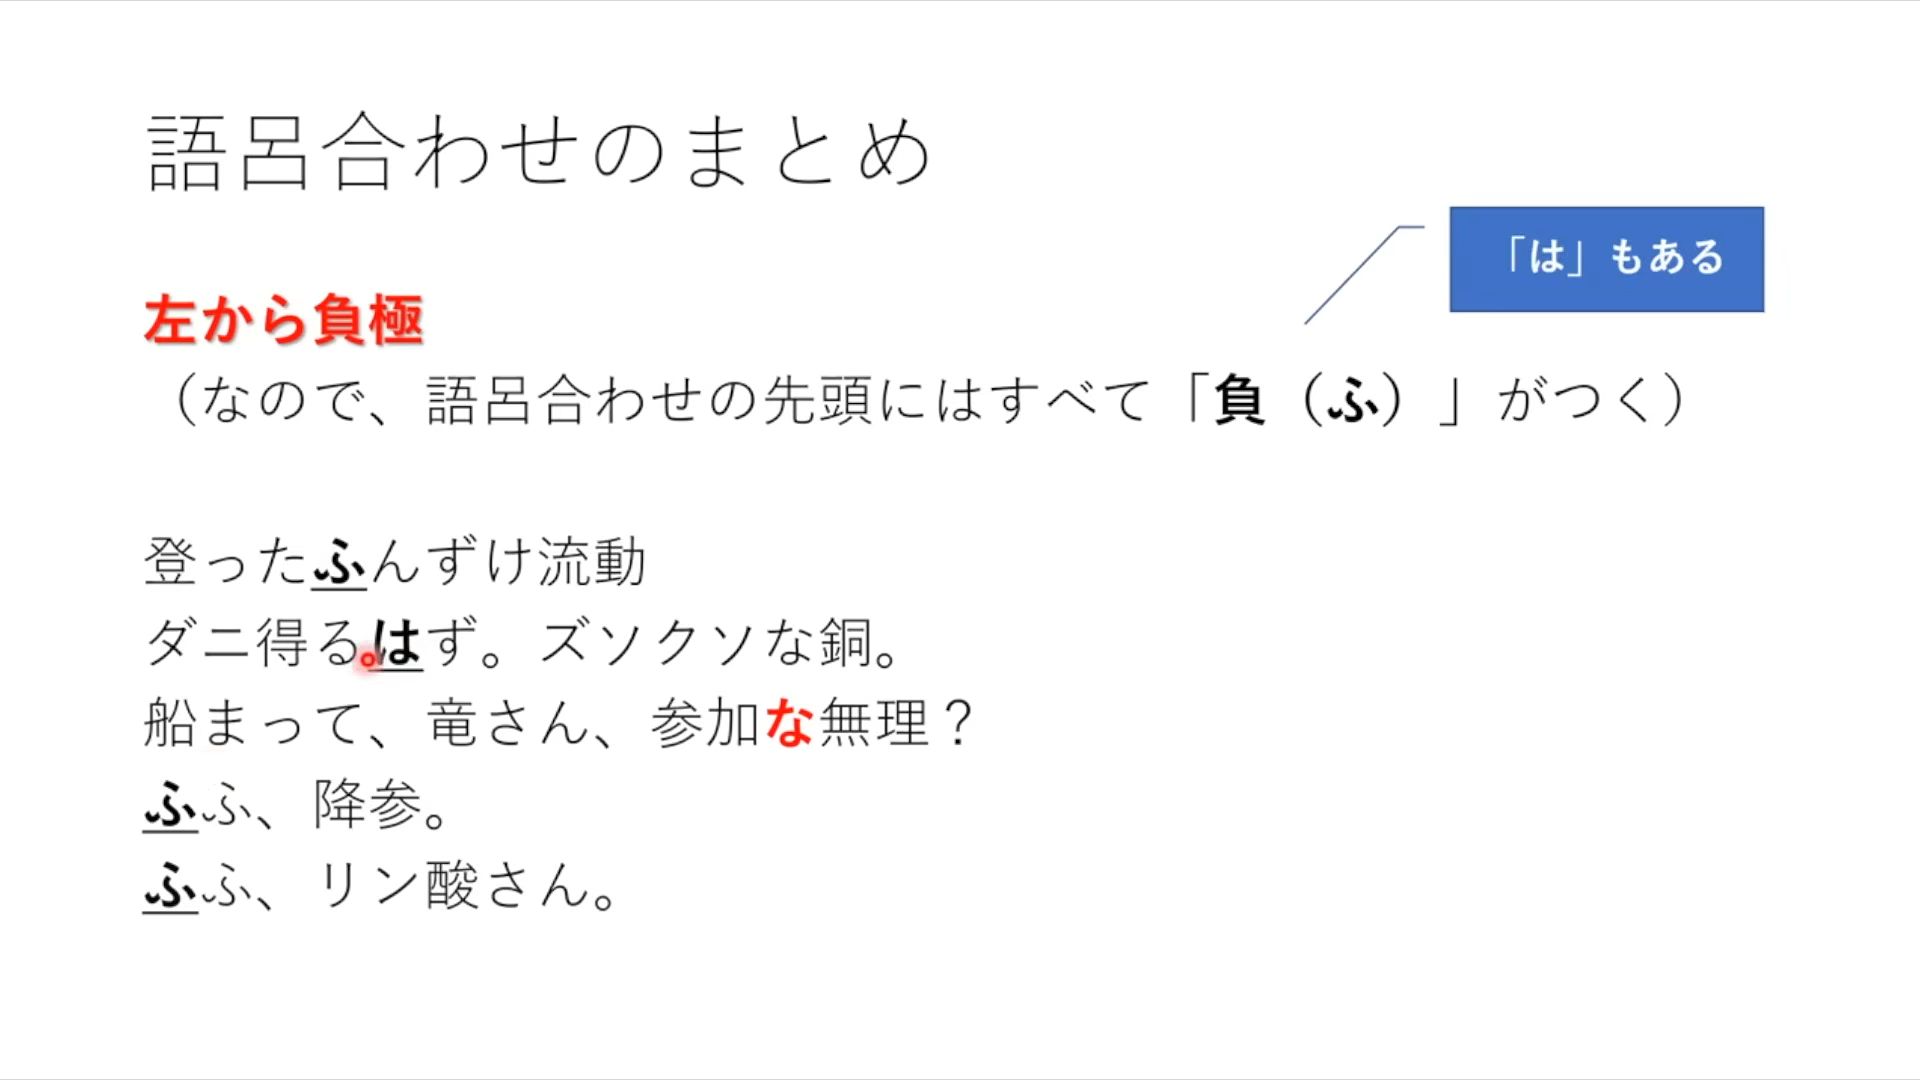 語呂合わせのまとめ
「は」もある
左から負極
（なので、語呂合わせの先頭にはすべて「負（ふ）」がつく）
登ったふんずけ流動
ダニ得るはず。ズソクソな銅。
船まって、竜さん、参加な無理？
ふふ、降参。
ふふ、リン酸さん。